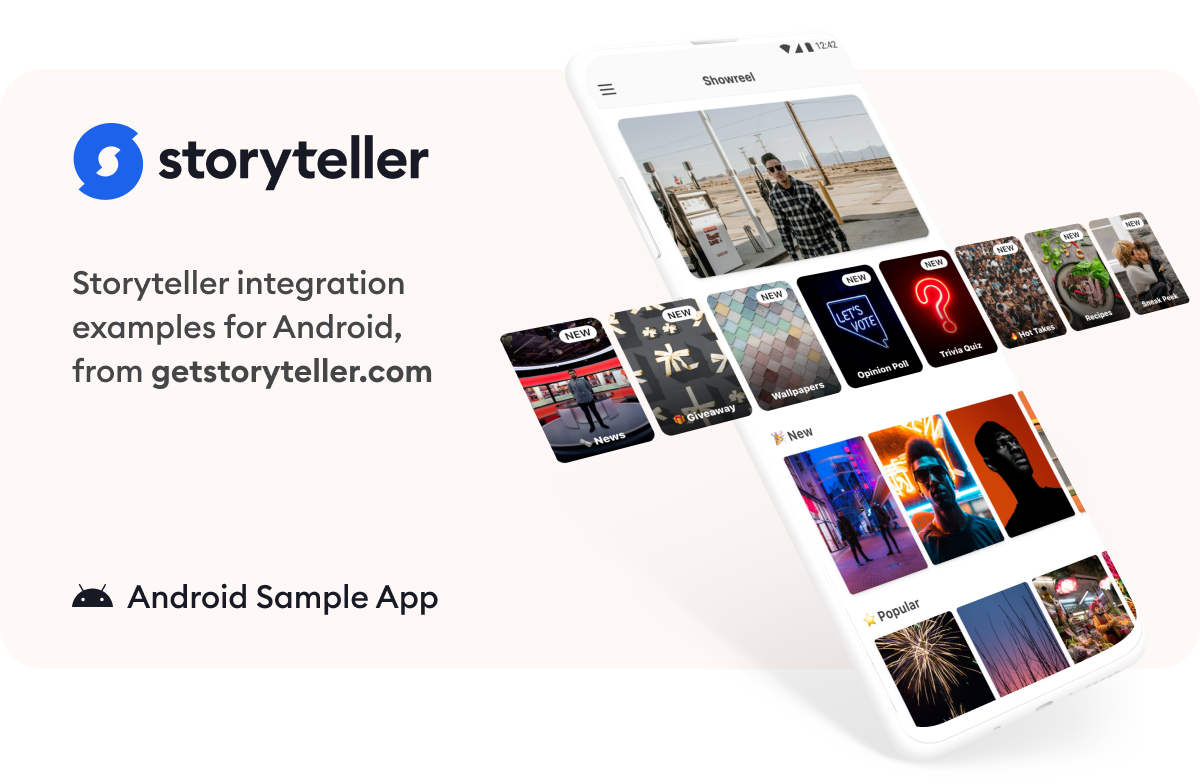 storyteller
Storyteller integration
examples for Android,
from getstoryteller.com
Android Sample App
12:42
Showreel
NEW
News
NEW
Giveaway
NEW
Wallpapers
NEW
LET'S
VOTE
Opinion Poll
NEW
?
Trivia Quiz
NEW
Hot Takes
NEW
Recipes
NEW
Sneak Peek
New
Popular